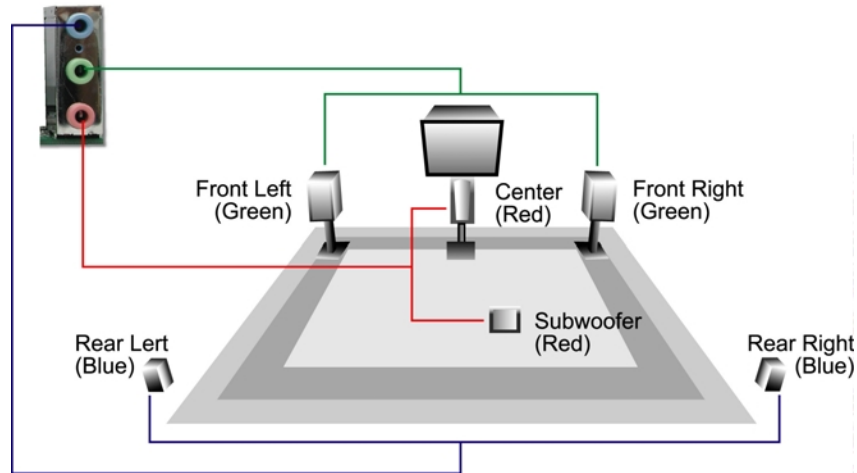 Front Left
(Green)
Center
(Red)
Front Right
(Green)
Rear Lert
(Blue)
Subwoofer
(Red)
Rear Right
(Blue)